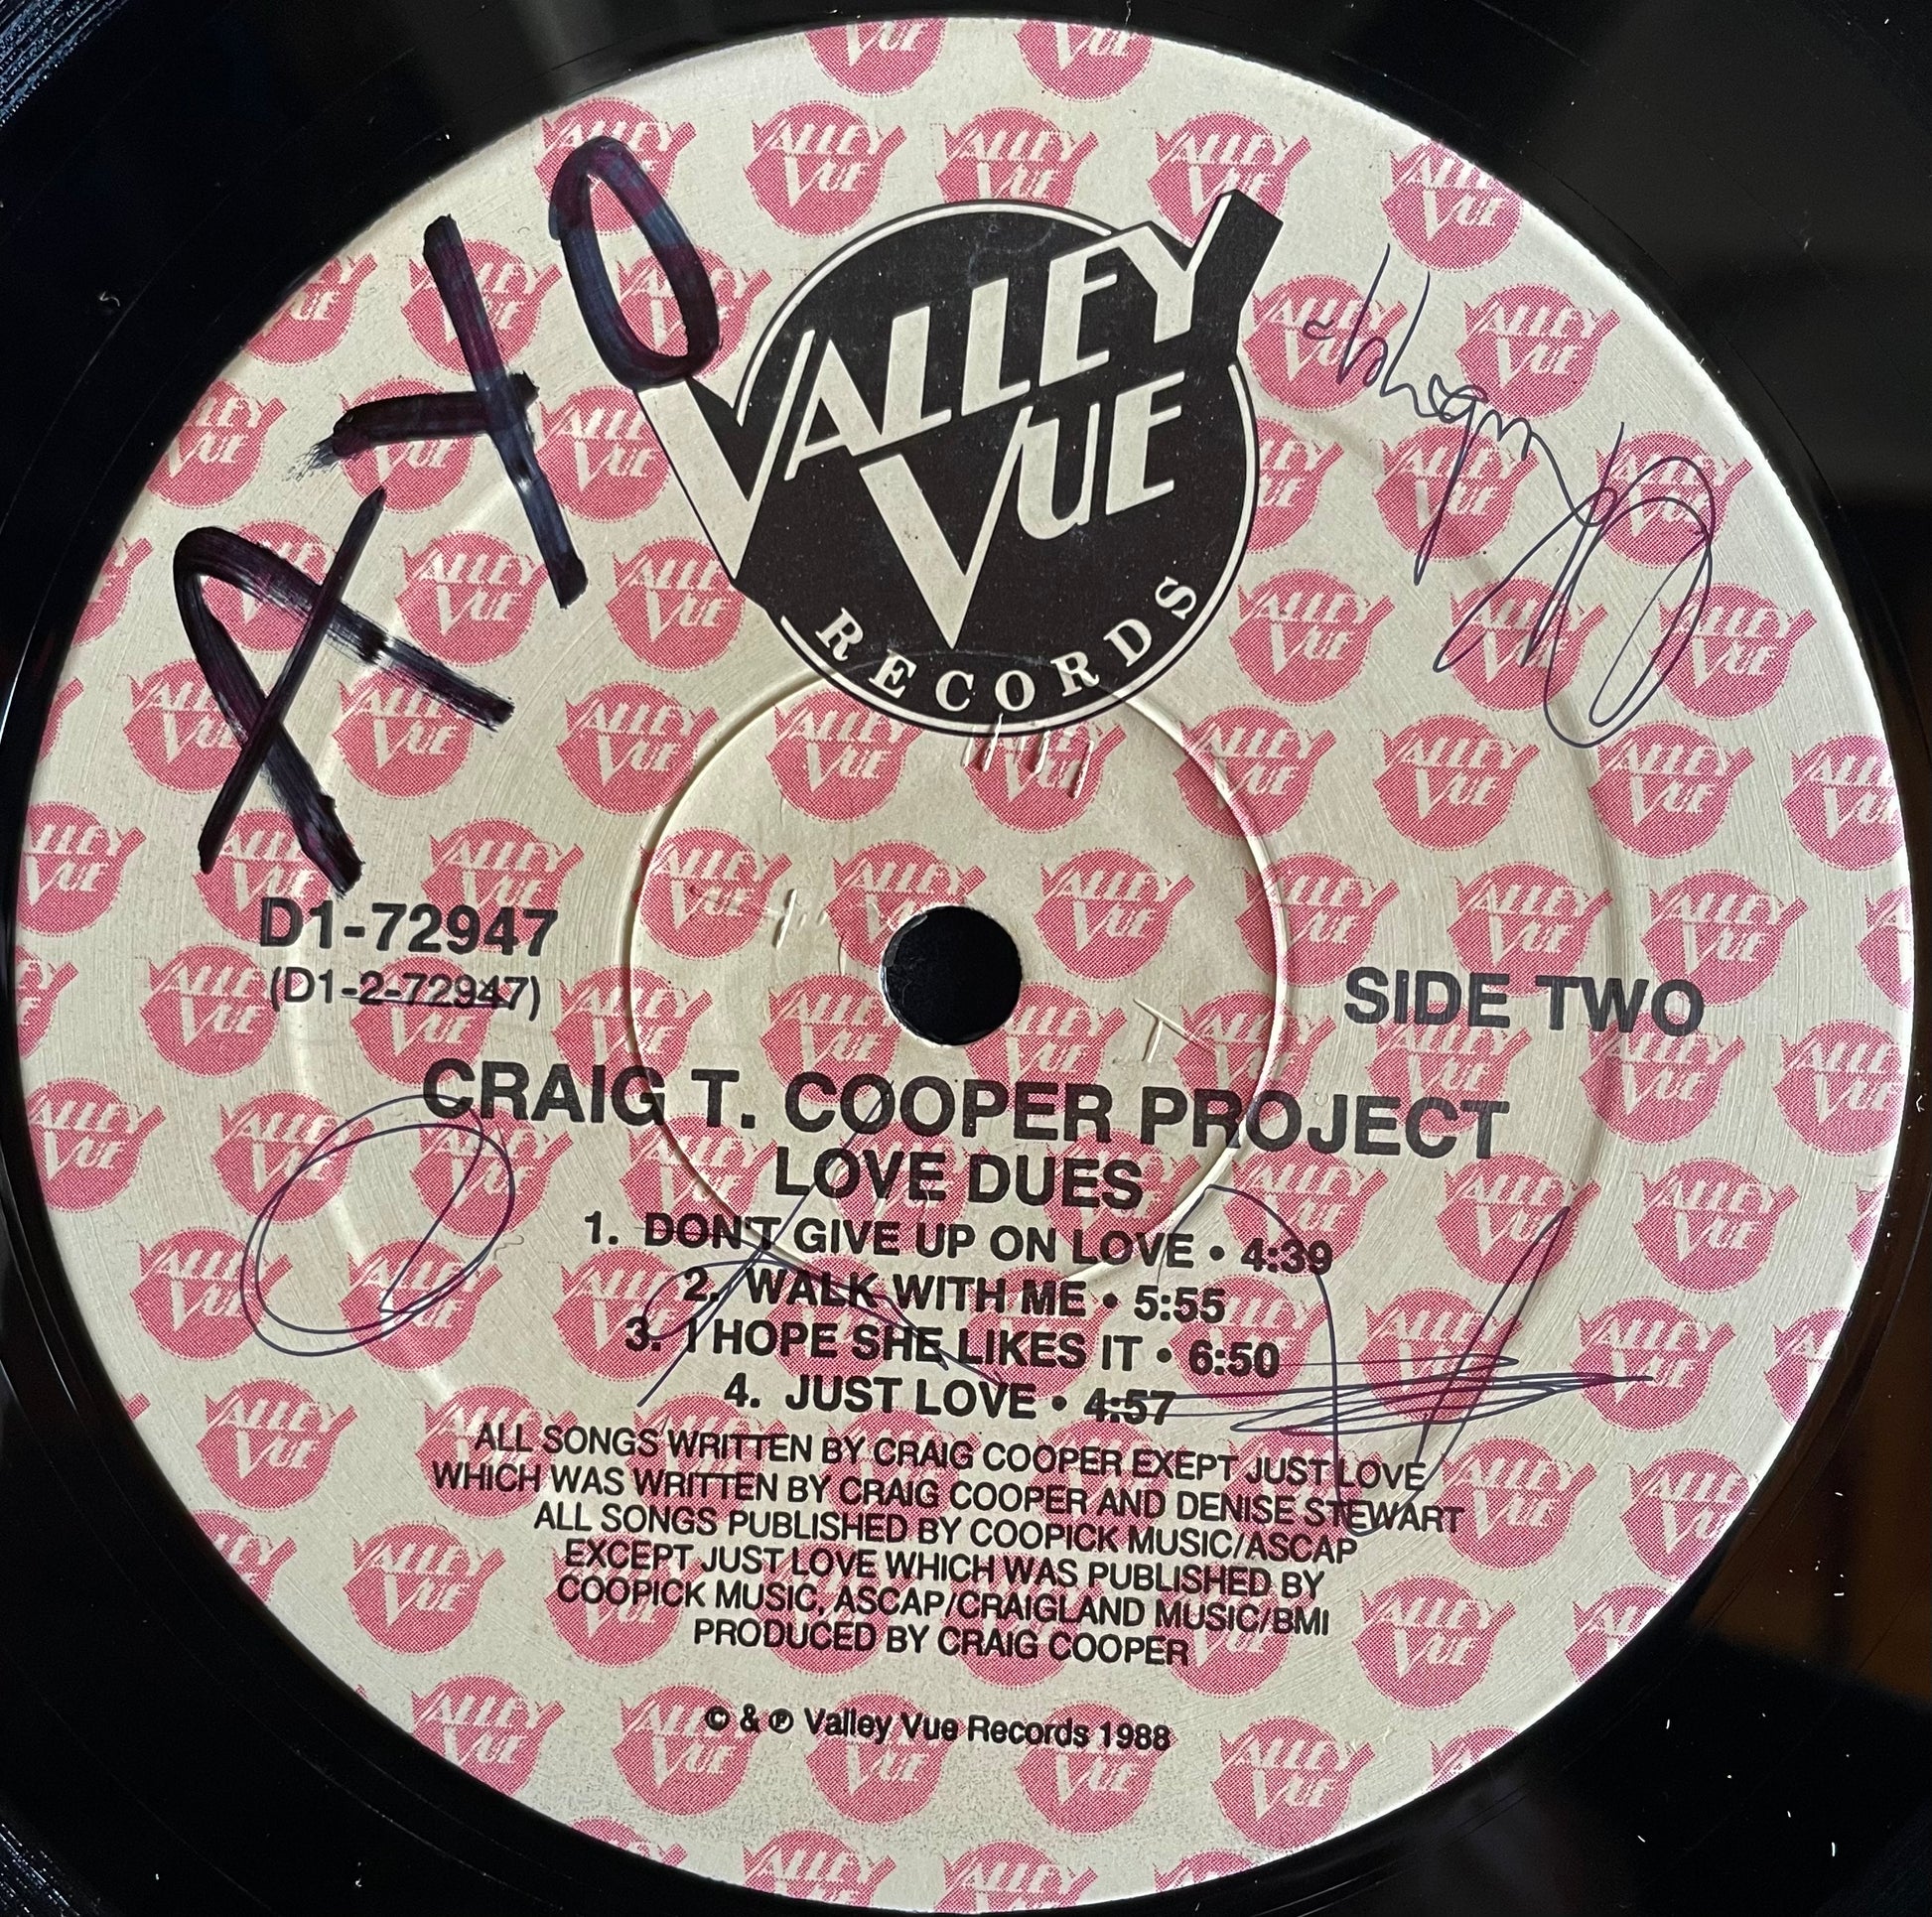 VALLEY
VUE
RECORDS
D1-72947
(D1-2-72947)
SIDE TWO
CRAIG T. COOPER PROJECT
LOVE DUES
1. DON'T GIVE UP ON LOVE • 4:39
2. WALK WITH ME • 5:55
3. I HOPE SHE LIKES IT • 6:50
4. JUST LOVE • 4:57
ALL SONGS WRITTEN BY CRAIG COOPER EXEPT JUST LOVE
WHICH WAS WRITTEN BY CRAIG COOPER AND DENISE STEWART
ALL SONGS PUBLISHED BY COOPICK MUSIC/ASCAP
EXCEPT JUST LOVE WHICH WAS PUBLISHED BY
COOPICK MUSIC, ASCAP/CRAIGLAND MUSIC/BMI
PRODUCED BY CRAIG COOPER
© & ℗ Valley Vue Records 1988